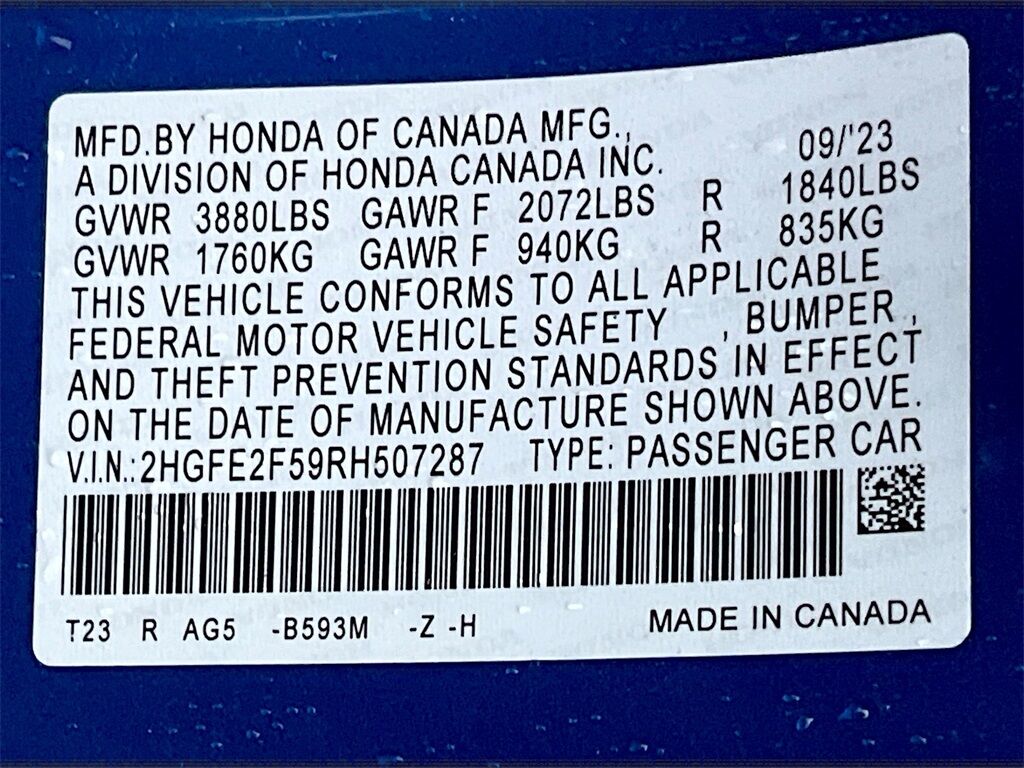 MFD.BY HONDA OF CANADA MFG.,
A DIVISION OF HONDA CANADA INC. 09/'23
GVWR 3880LBS GAWR F 2072LBS R 1840LBS
GVWR 1760KG GAWR F 940KG R 835KG
THIS VEHICLE CONFORMS TO ALL APPLICABLE
FEDERAL MOTOR VEHICLE SAFETY , BUMPER ,
AND THEFT PREVENTION STANDARDS IN EFFECT
ON THE DATE OF MANUFACTURE SHOWN ABOVE.
V.I.N.:2HGFE2F59RH507287 TYPE: PASSENGER CAR
T23 R AG5 -B593M -Z -H MADE IN CANADA